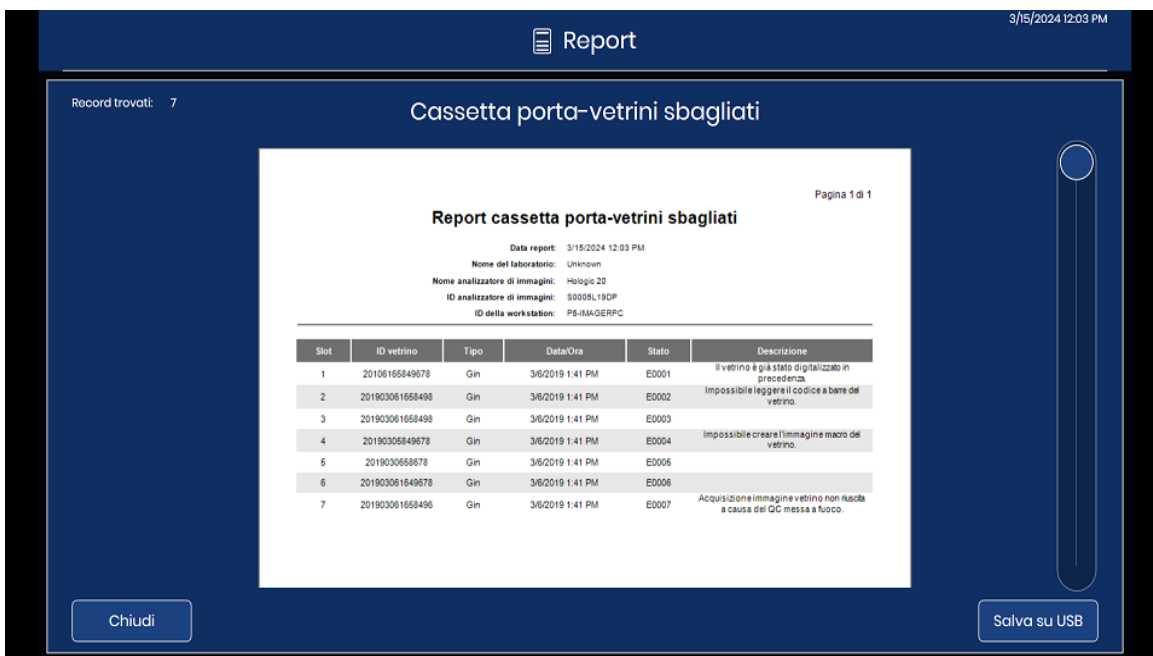 3/15/2024 12:03 PM
Report
Record trovati: 7
Cassetta porta-vetrini sbagliati
Pagina 1 di 1
Report cassetta porta-vetrini sbagliati
Data report: 3/15/2024 12:03 PM
Nome del laboratorio: Unknown
Nome analizzatore di immagini: Hologic 20
ID analizzatore di immagini: S0005L19DP
ID della workstation: P5-IMAGERPC
Slot ID vetrino Tipo Data/Ora Stato Descrizione
1 20106165849678 Gin 3/6/2019 1:41 PM E0001 Il vetrino è già stato digitalizzato in
precedenza.
2 201903061658498 Gin 3/6/2019 1:41 PM E0002 Impossibile leggere il codice a barre del
vetrino.
3 201903061658498 Gin 3/6/2019 1:41 PM E0003
4 20190305849678 Gin 3/6/2019 1:41 PM E0004 Impossibile creare l'immagine macro del
vetrino.
5 2019030658678 Gin 3/6/2019 1:41 PM E0005
6 201903061649678 Gin 3/6/2019 1:41 PM E0006
7 201903061658496 Gin 3/6/2019 1:41 PM E0007 Acquisizione immagine vetrino non riuscita
a causa del QC messa a fuoco.
Chiudi
Salva su USB